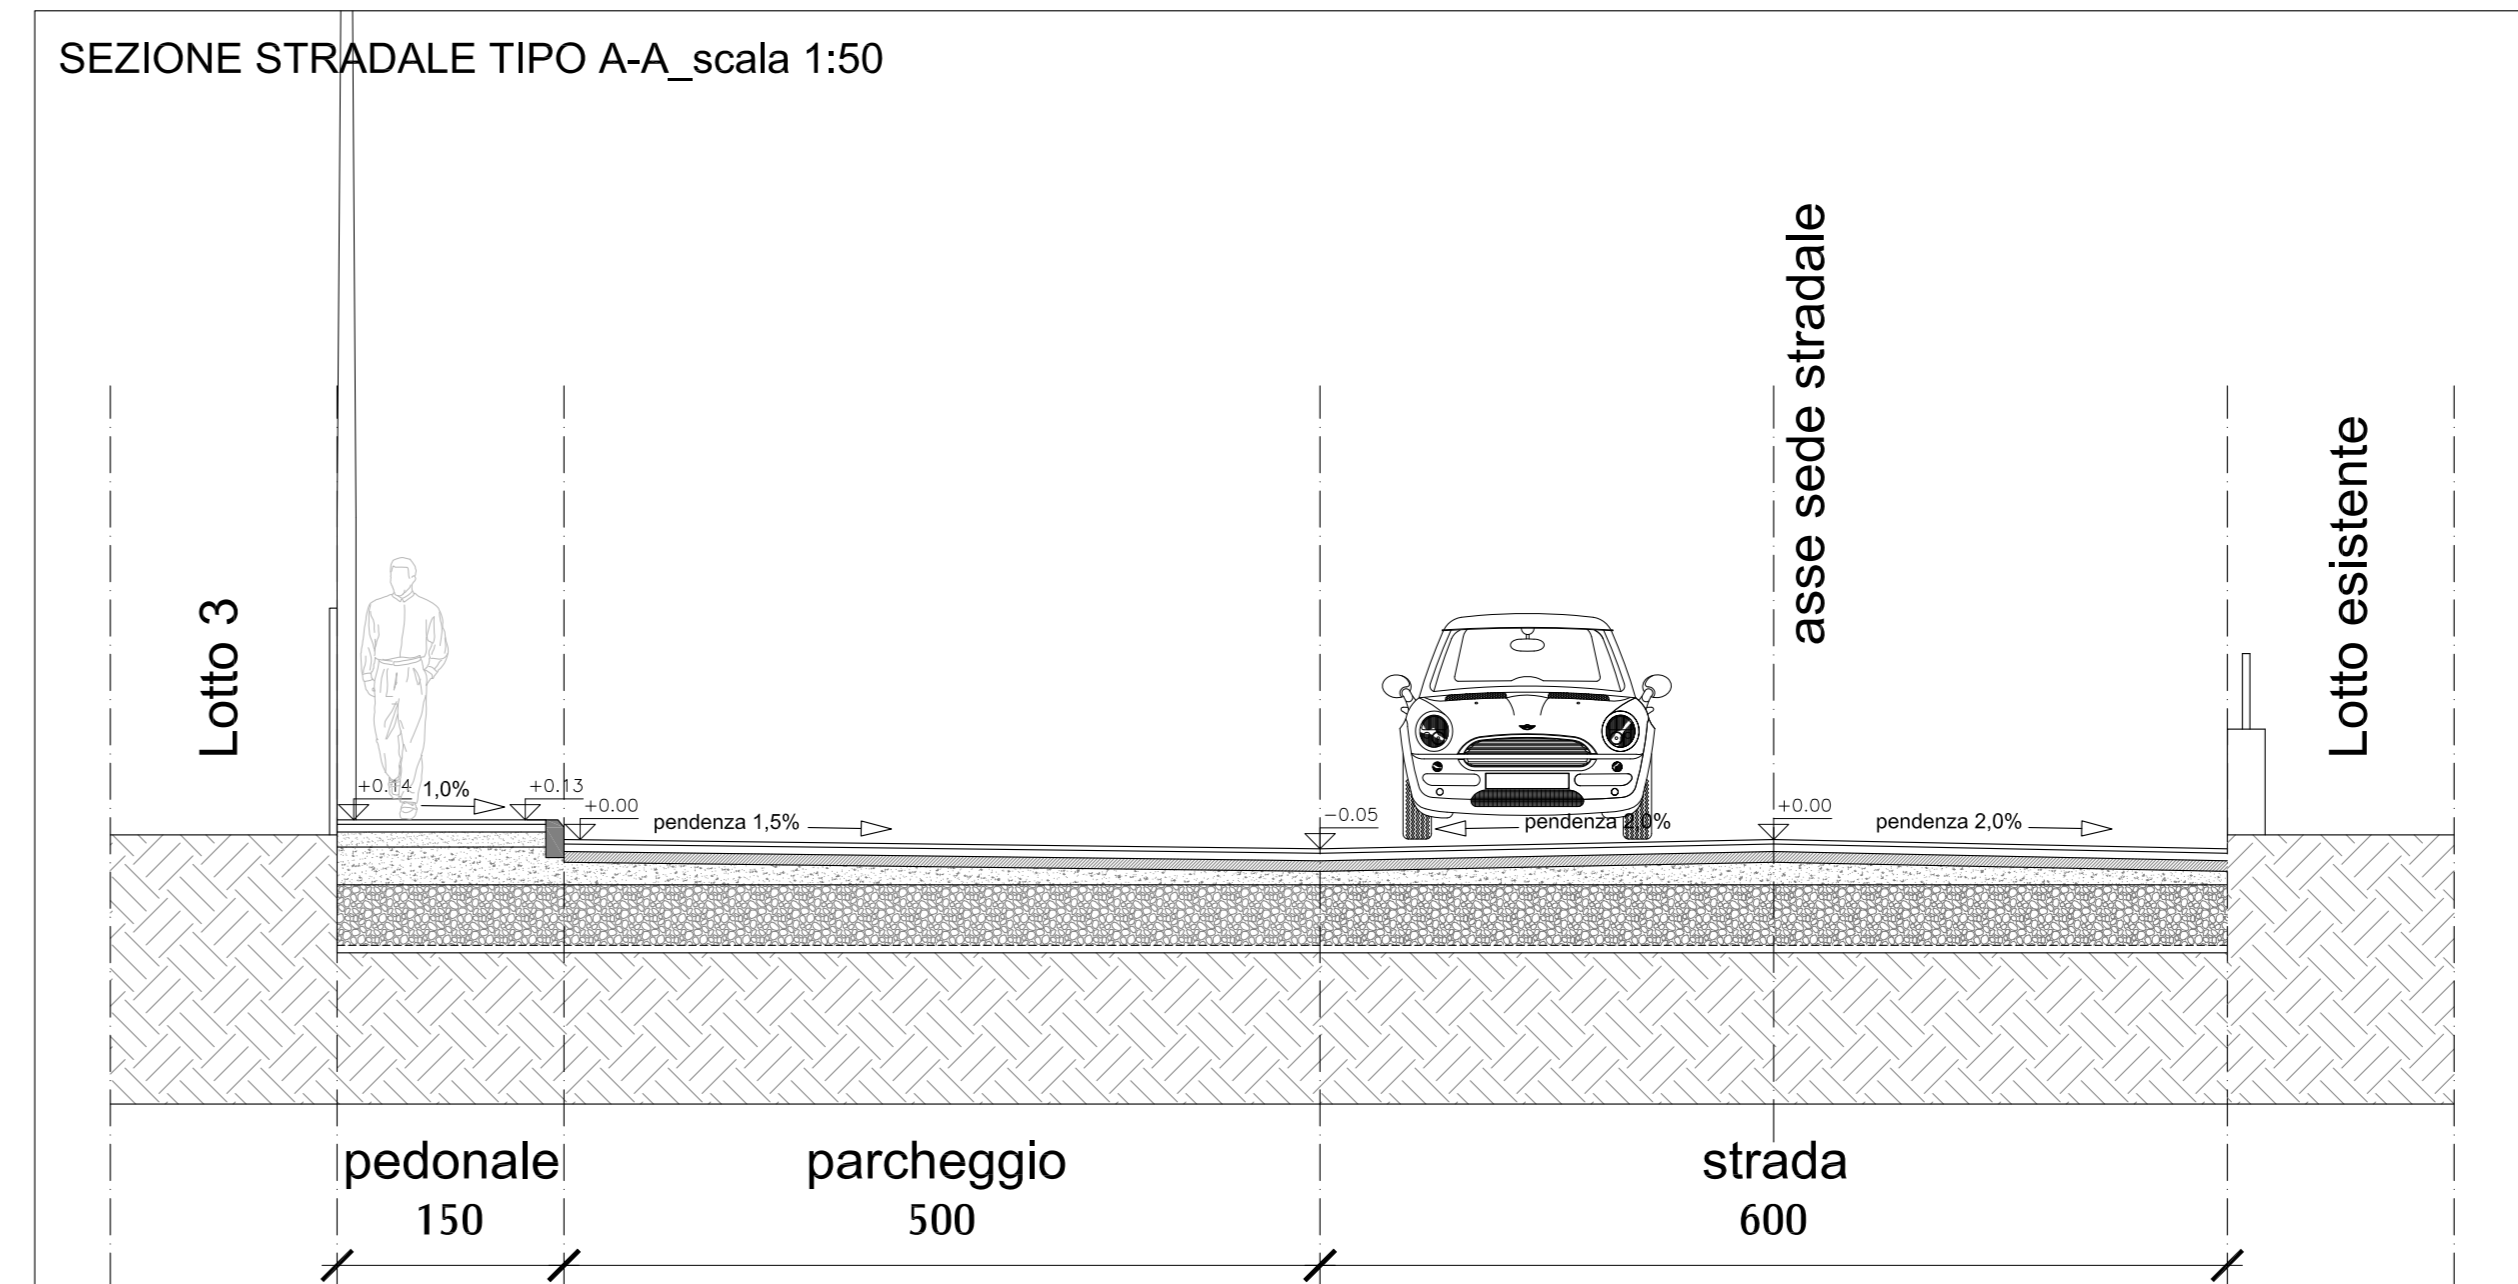 SEZIONE STRADALE TIPO A-A_scala 1:50
asse sede stradale
Lotto 3
Lotto esistente
+0.14
1,0%
+0.13
+0.00
pendenza 1,5%
-0.05
pendenza 2,0%
+0.00
pendenza 2,0%
pedonale
150
parcheggio
500
strada
600